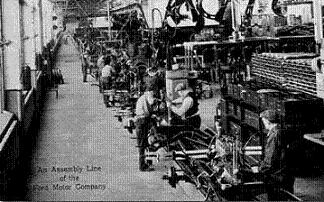 An Assembly Line
of the
Ford Motor Company